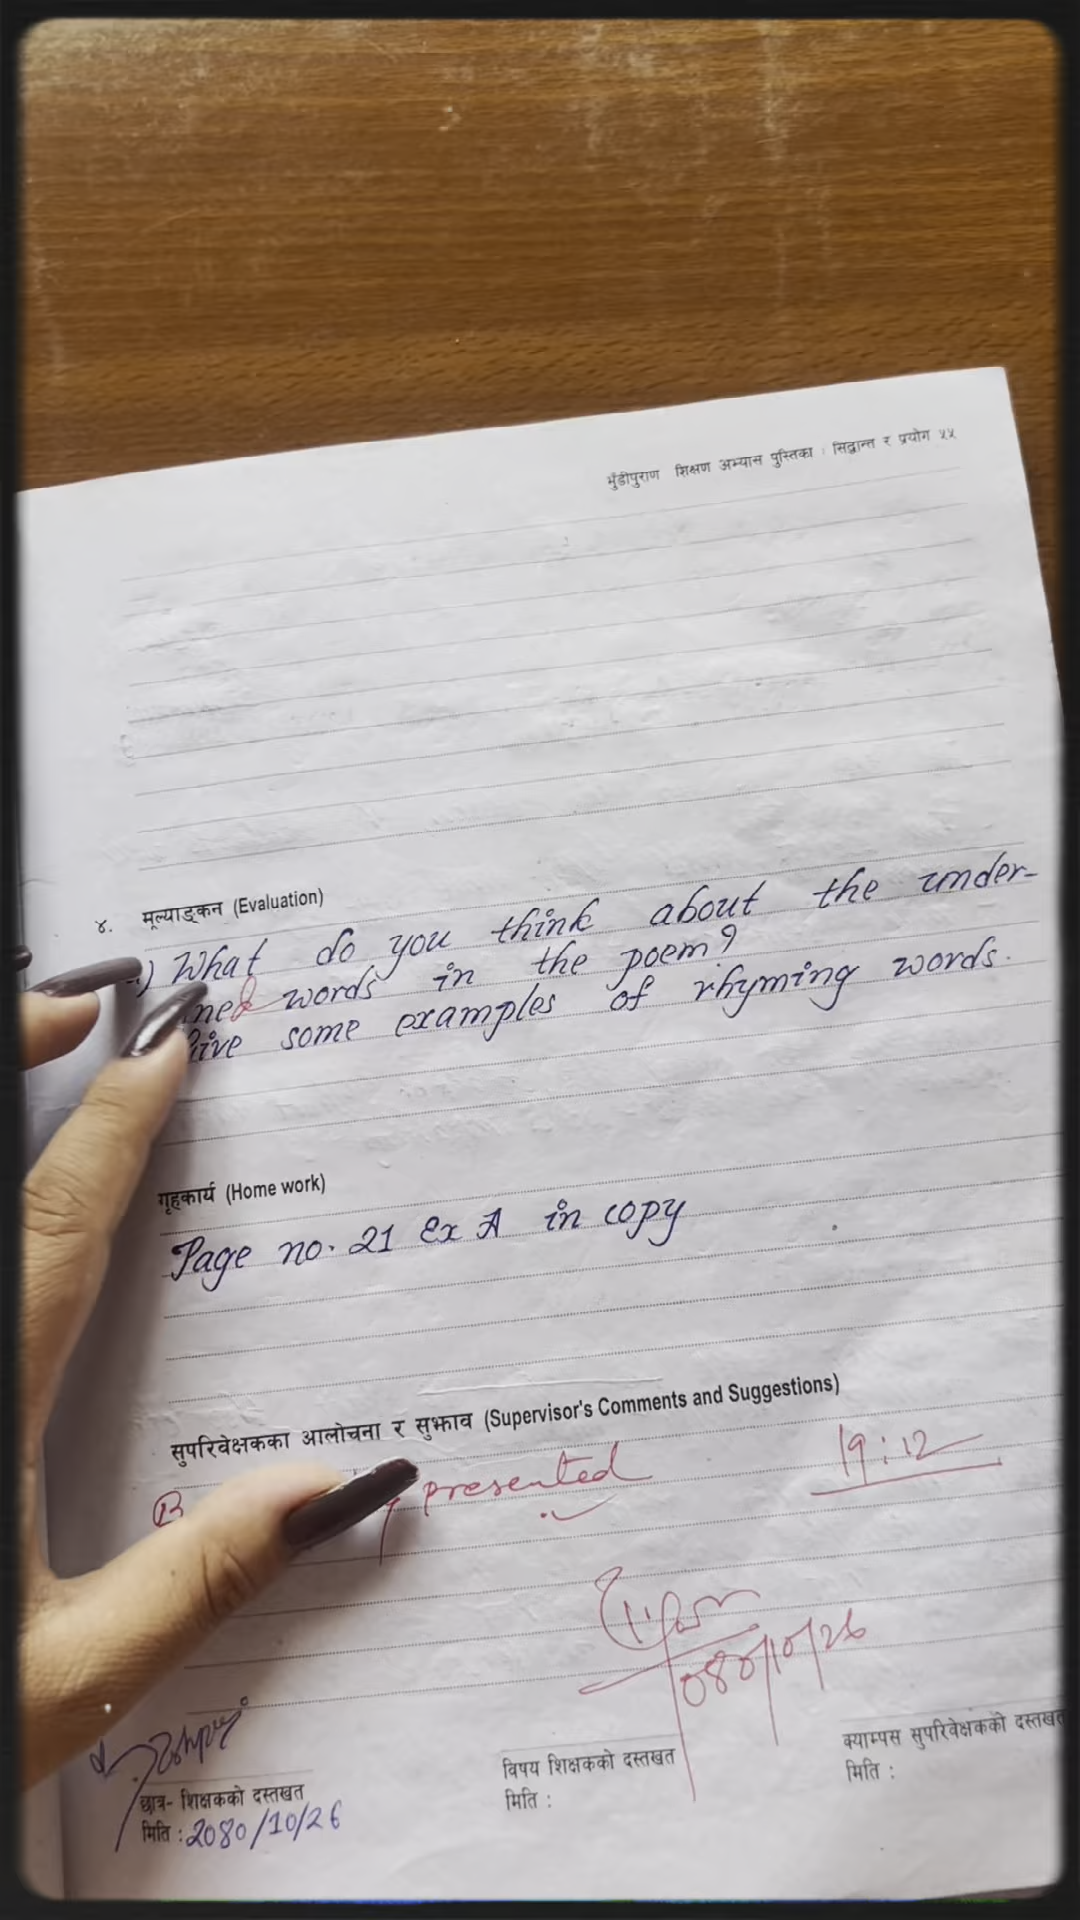 भुँडीपुराण शिक्षण अभ्यास पुस्तिका : सिद्धान्त र प्रयोग ५५
४. मूल्याङ्कन (Evaluation)
) What do you think about the under-
ned words in the poem?
ive some examples of rhyming words.
गृहकार्य (Home work)
Page no. 21 Ex A in copy
सुपरिवेक्षकका आलोचना र सुझाव (Supervisor's Comments and Suggestions)
presented 19:12
080/10/26
छात्र- शिक्षकको दस्तखत विषय शिक्षकको दस्तखत क्याम्पस सुपरिवेक्षकको दस्तखत
मिति : 2080/10/26 मिति : मिति :